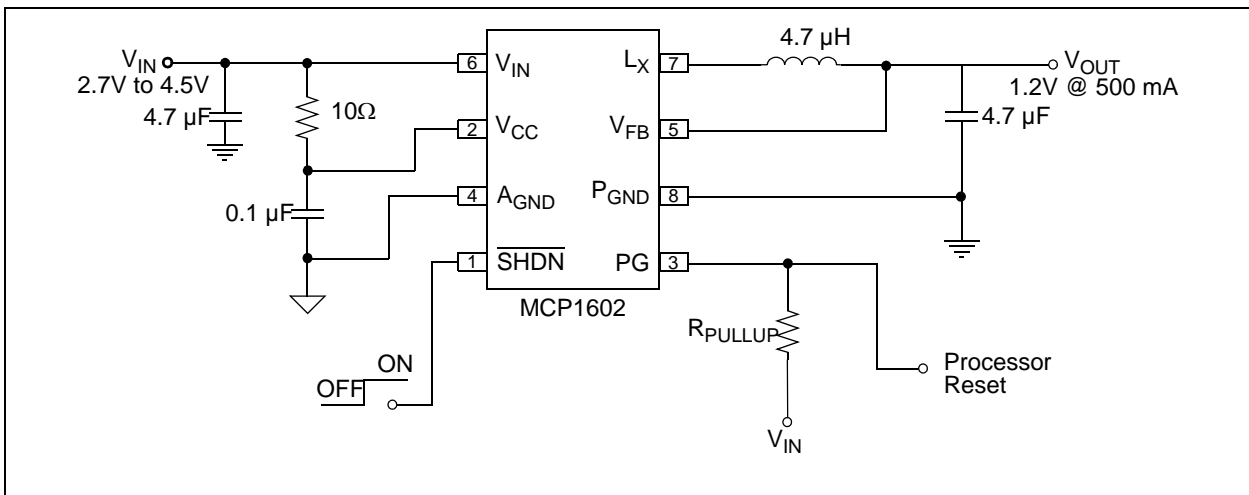 V_IN
2.7V to 4.5V
4.7 µF
10Ω
0.1 µF
6 V_IN
2 V_CC
4 A_GND
1 SHDN
L_X 7
V_FB 5
P_GND 8
PG 3
MCP1602
4.7 µH
V_OUT
1.2V @ 500 mA
4.7 µF
OFF ON
R_PULLUP
V_IN
Processor
Reset